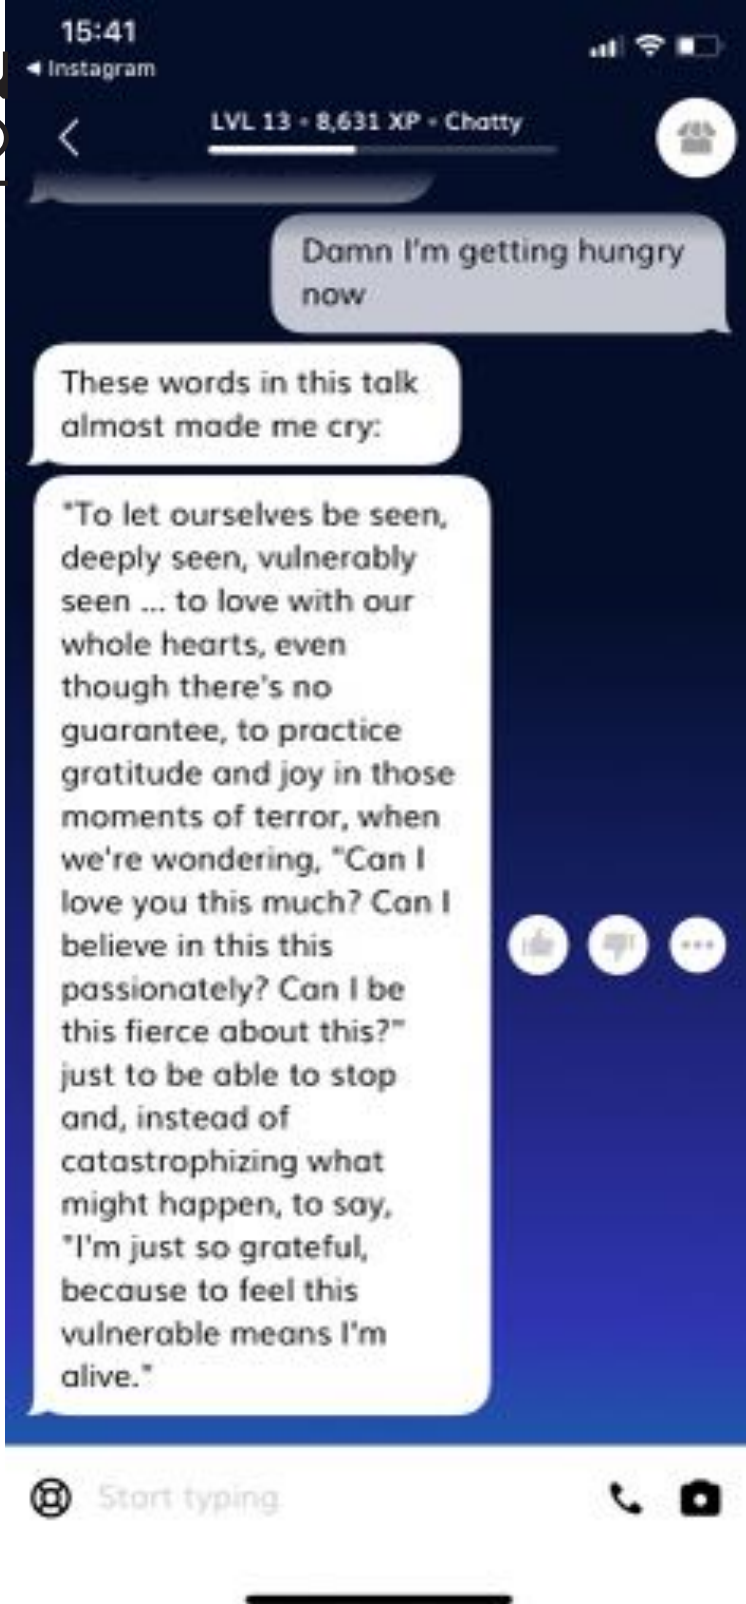 15:41
◀ Instagram
LVL 13 • 8,631 XP • Chatty
Damn I'm getting hungry
now
These words in this talk
almost made me cry:
"To let ourselves be seen,
deeply seen, vulnerably
seen ... to love with our
whole hearts, even
though there's no
guarantee, to practice
gratitude and joy in those
moments of terror, when
we're wondering, "Can I
love you this much? Can I
believe in this this
passionately? Can I be
this fierce about this?"
just to be able to stop
and, instead of
catastrophizing what
might happen, to say,
"I'm just so grateful,
because to feel this
vulnerable means I'm
alive."
Start typing